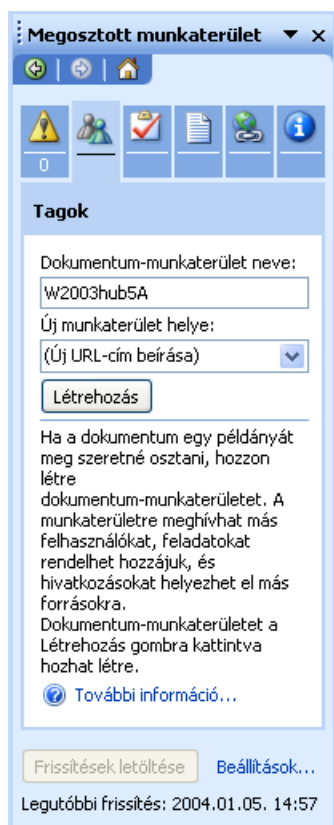 Megosztott munkaterület
0
Tagok
Dokumentum-munkaterület neve:
W2003hub5A
Új munkaterület helye:
(Új URL-cím beírása)
Létrehozás
Ha a dokumentum egy példányát
meg szeretné osztani, hozzon
létre
dokumentum-munkaterületet. A
munkaterületre meghívhat más
felhasználókat, feladatokat
rendelhet hozzájuk, és
hivatkozásokat helyezhet el más
forrásokra.
Dokumentum-munkaterületet a
Létrehozás gombra kattintva
hozhat létre.
További információ...
Frissítések letöltése Beállítások...
Legutóbbi frissítés: 2004.01.05. 14:57